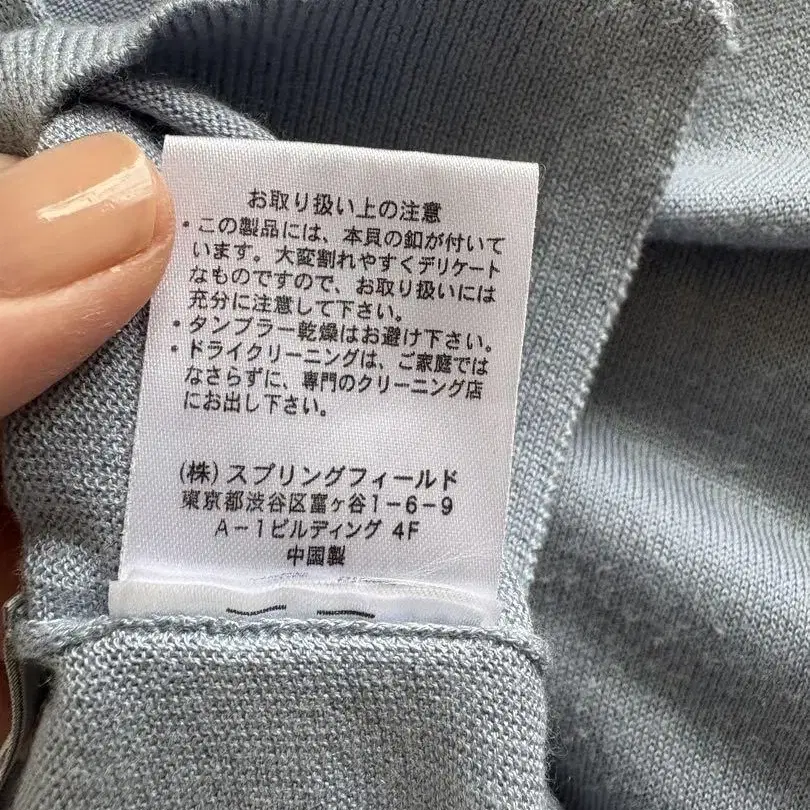 お取り扱い上の注意
・この製品には、本貝の釦が付いて
います。大変割れやすくデリケート
なものですので、お取り扱いには
充分に注意して下さい。
・タンブラー乾燥はお避け下さい。
・ドライクリーニングは、ご家庭では
なさらずに、専門のクリーニング店
にお出し下さい。
(株)スプリングフィールド
東京都渋谷区富ヶ谷1-6-9
A-1ビルディング 4F
中国製